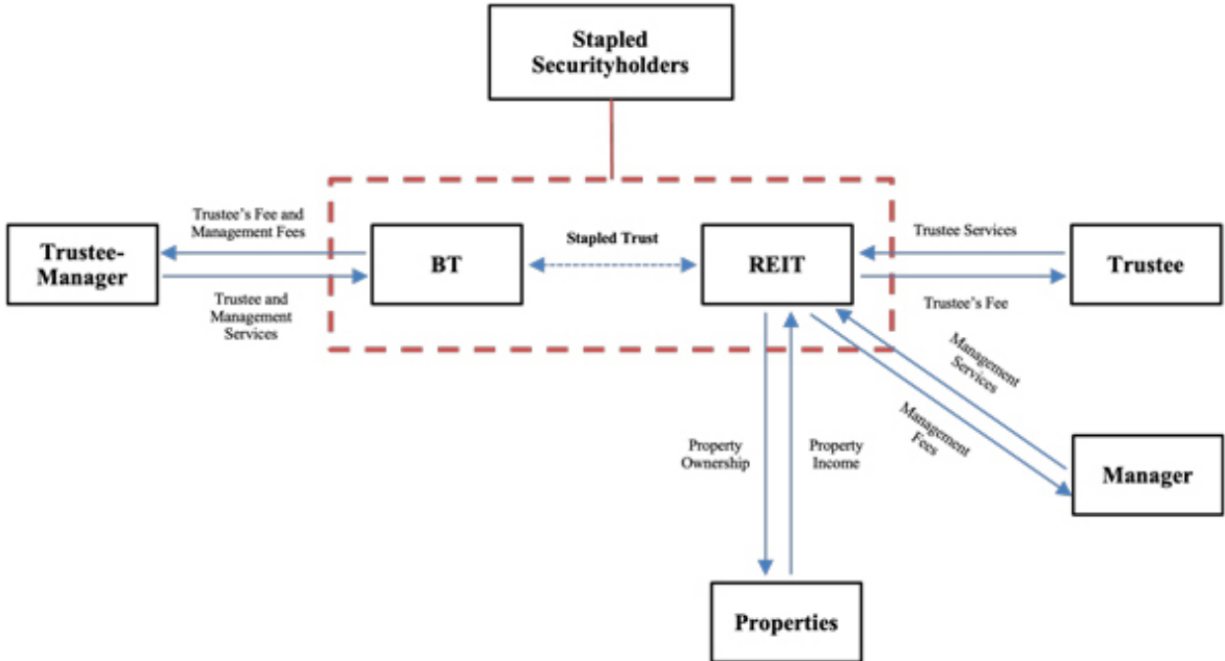 Stapled
Securityholders
Trustee's Fee and
Management Fees
Trustee-
Manager
BT
Stapled Trust
REIT
Trustee Services
Trustee
Trustee and
Management
Services
Trustee's Fee
Management
Services
Management
Fees
Property
Ownership
Property
Income
Manager
Properties